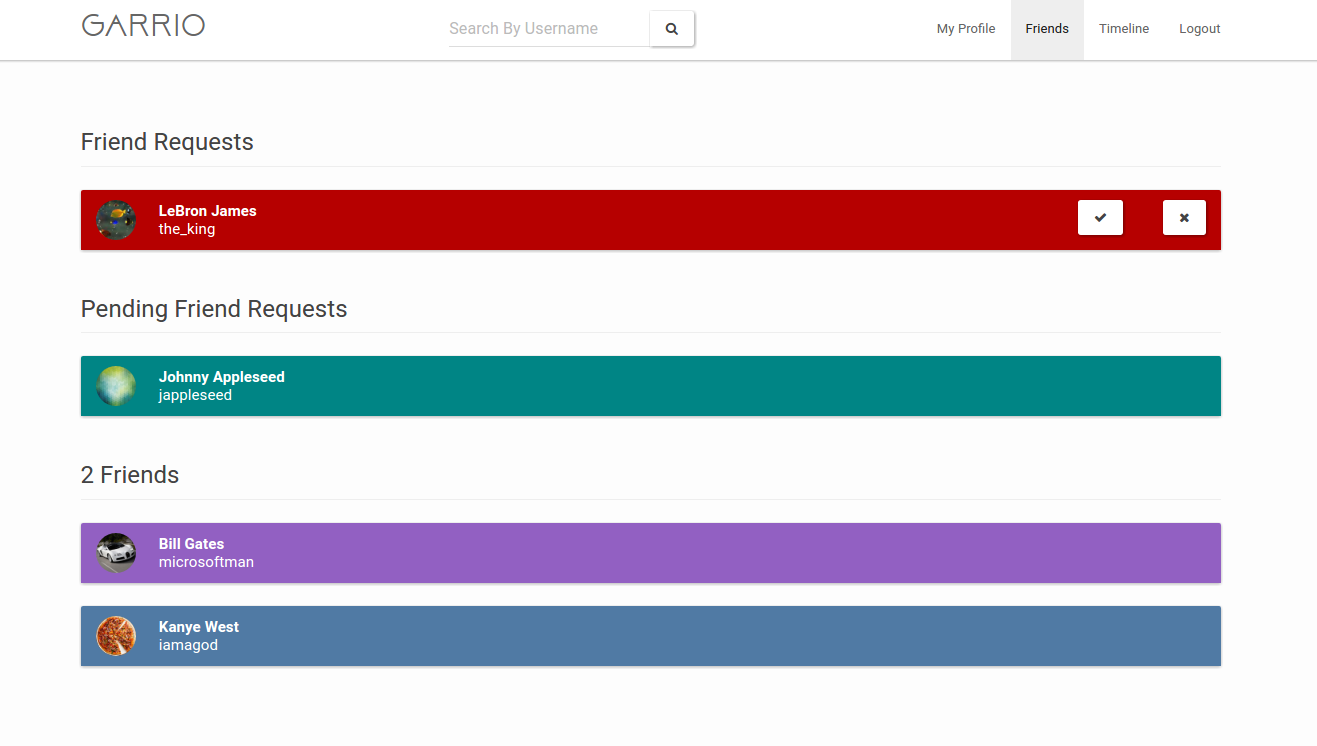 GARRIO
Search By Username
My Profile
Friends
Timeline
Logout
Friend Requests
LeBron James
the_king
Pending Friend Requests
Johnny Appleseed
jappleseed
2 Friends
Bill Gates
microsoftman
Kanye West
iamagod